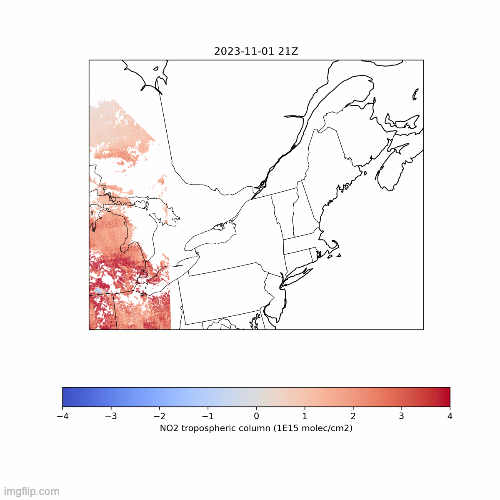 2023-11-01 21Z
−4 −3 −2 −1 0 1 2 3 4
NO2 tropospheric column (1E15 molec/cm2)
imgflip.com